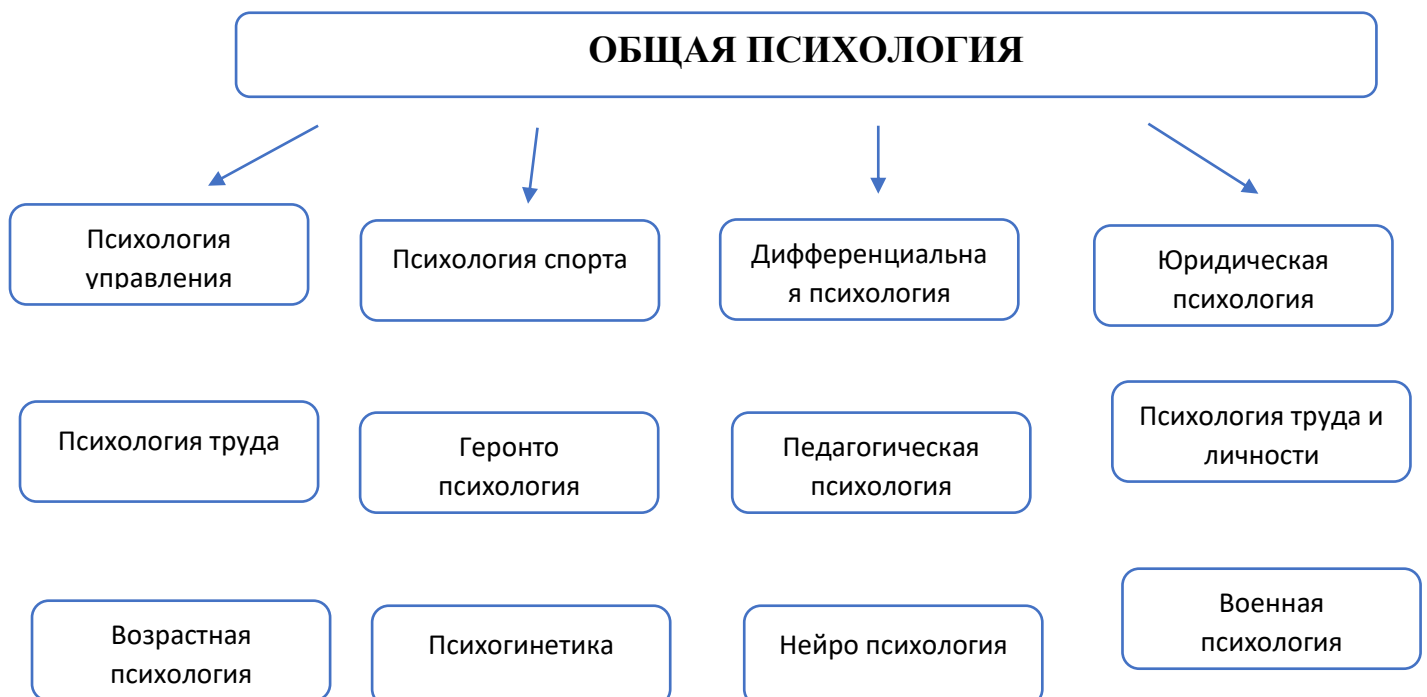 ОБЩАЯ ПСИХОЛОГИЯ
Психология
управления
Психология спорта
Дифференциальна
я психология
Юридическая
психология
Психология труда
Геронто
психология
Педагогическая
психология
Психология труда и
личности
Возрастная
психология
Психогинетика
Нейро психология
Военная
психология